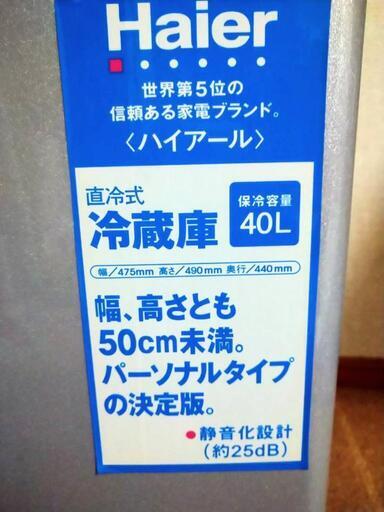 Haier
世界第5位の
信頼ある家電ブランド。
〈ハイアール〉
直冷式
冷蔵庫
保冷容量
40L
幅/475mm 高さ/490mm 奥行/440mm
幅、高さとも
50cm未満。
パーソナルタイプ
の決定版。
●静音化設計
(約25dB)